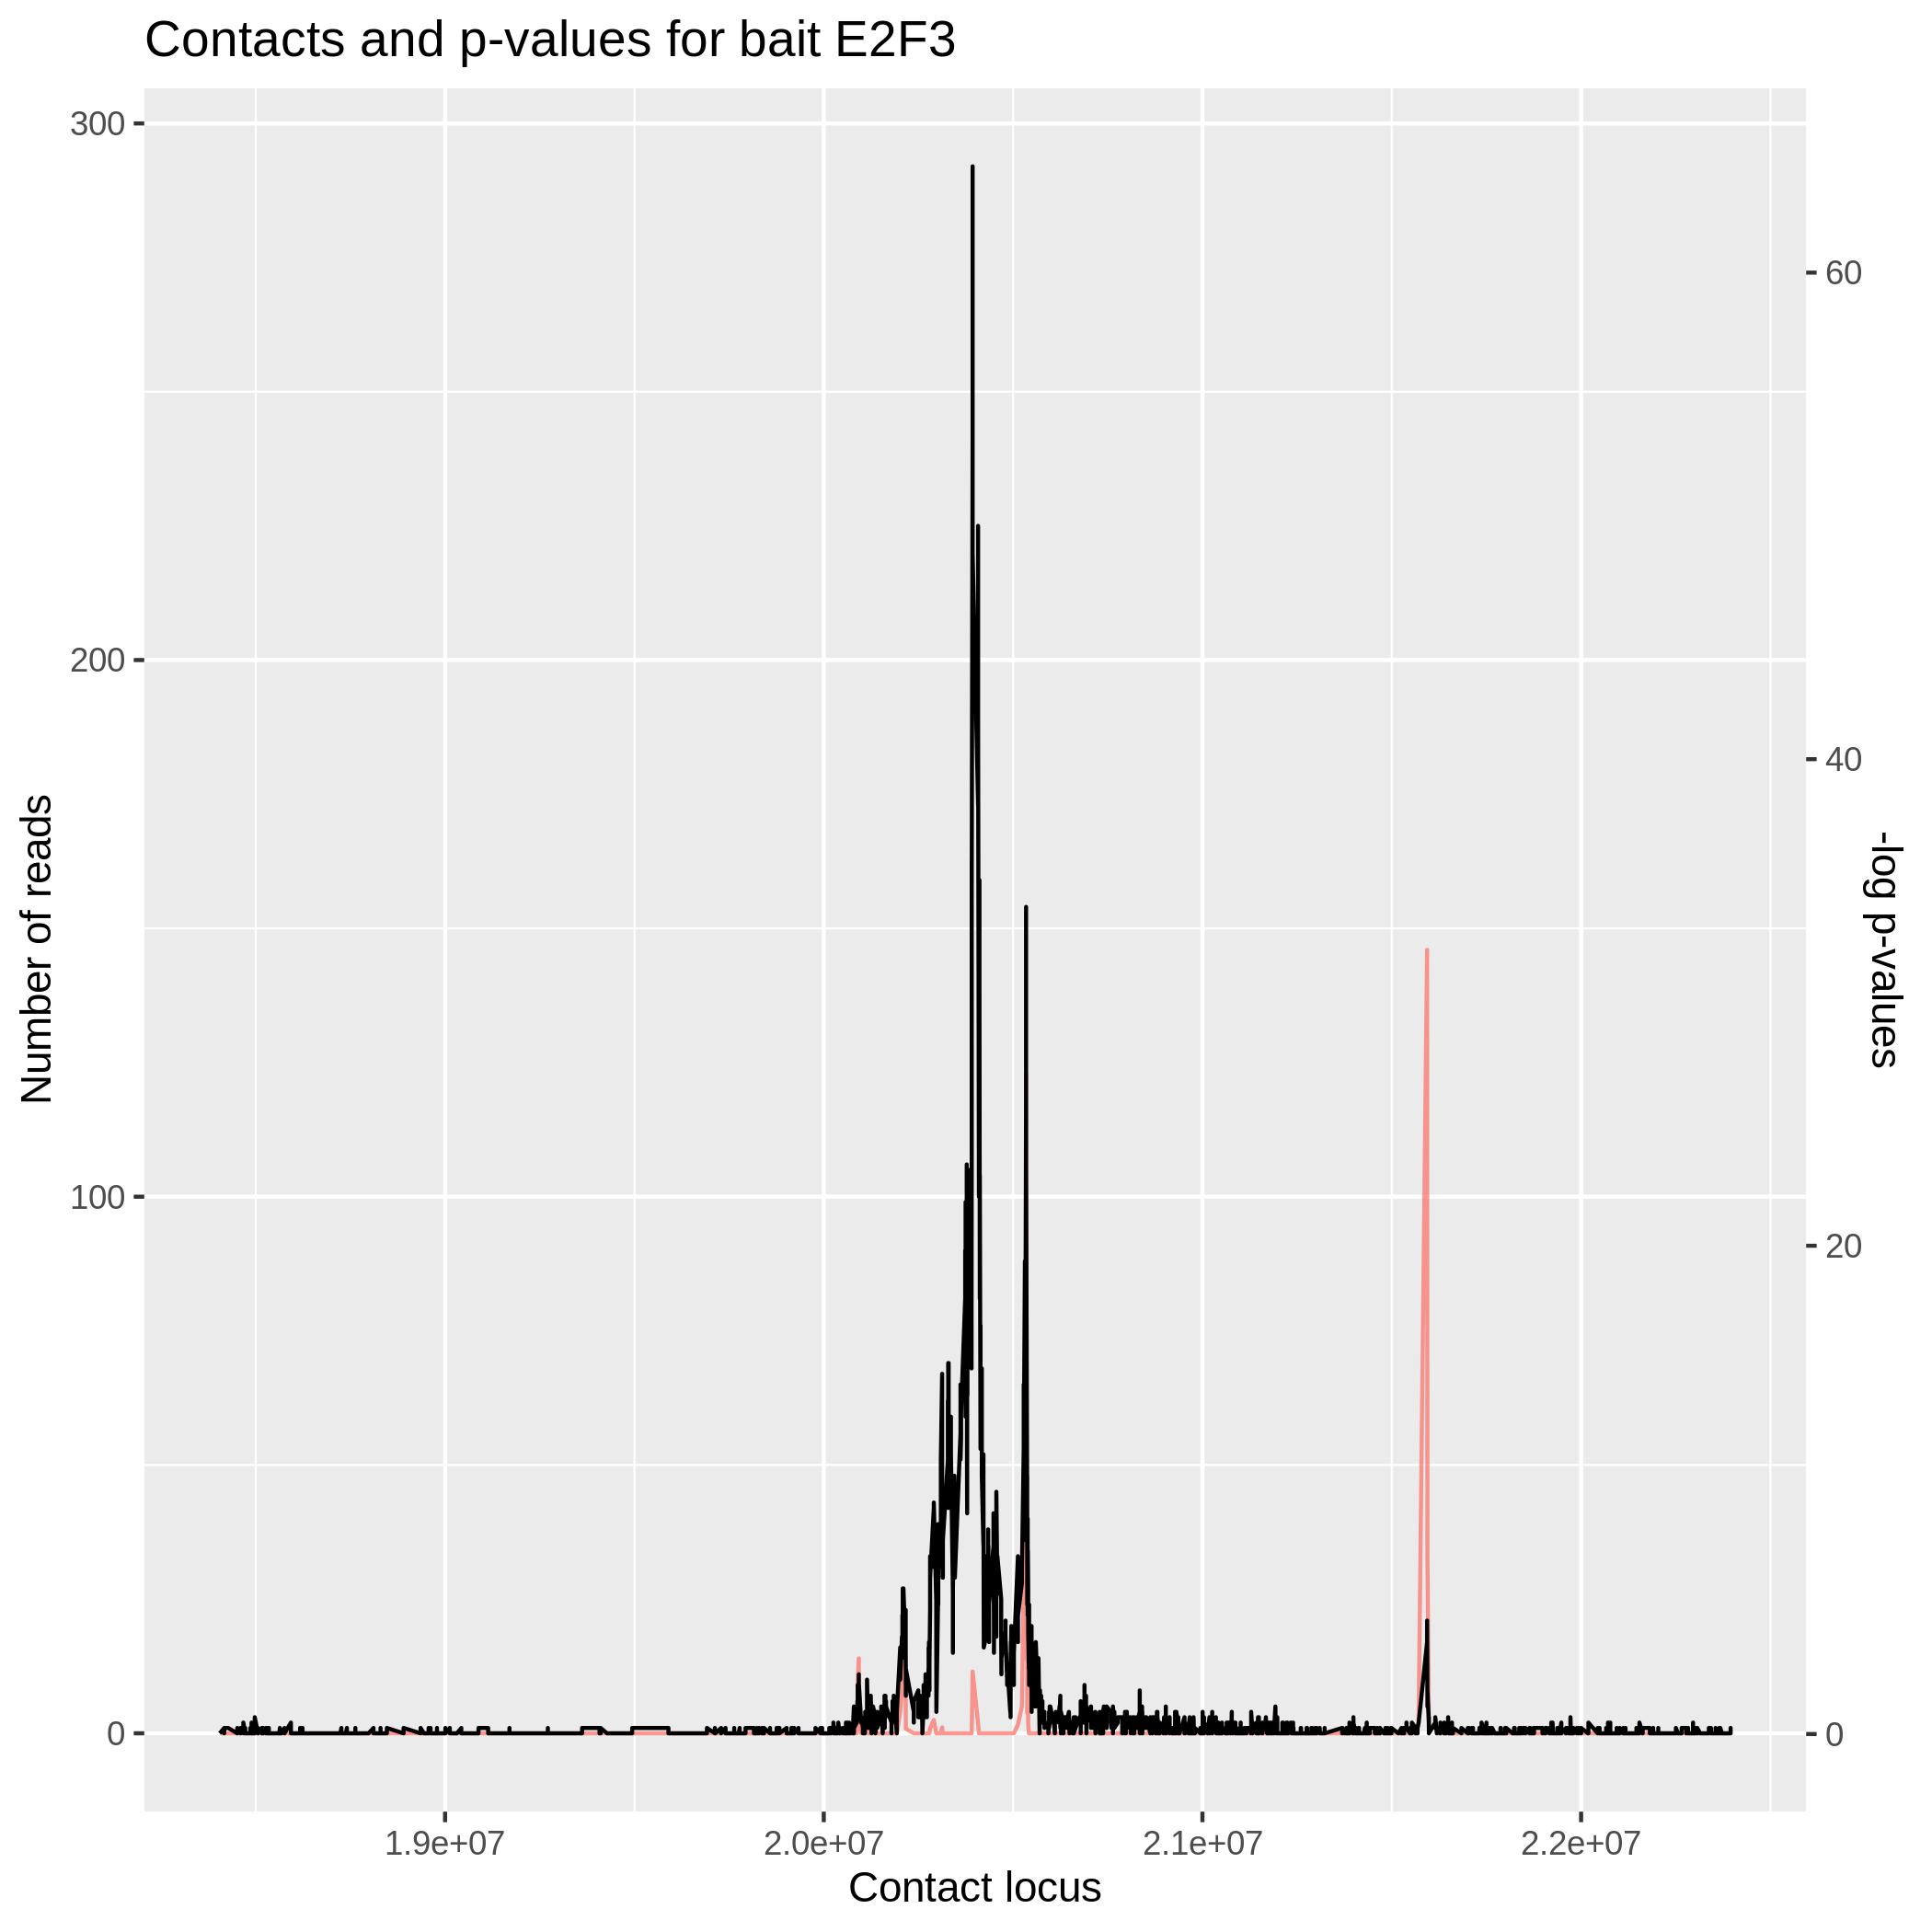 Contacts and p-values for bait E2F3
Number of reads
300
200
100
0
60
40
20
0
-log p-values
1.9e+07
2.0e+07
2.1e+07
2.2e+07
Contact locus